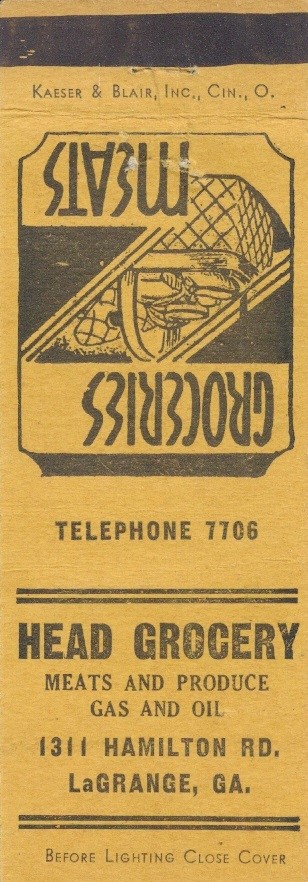 KAESER & BLAIR, INC., CIN., O.
MEATS
GROCERIES
TELEPHONE 7706
HEAD GROCERY
MEATS AND PRODUCE
GAS AND OIL
1311 HAMILTON RD.
LaGRANGE, GA.
BEFORE LIGHTING CLOSE COVER